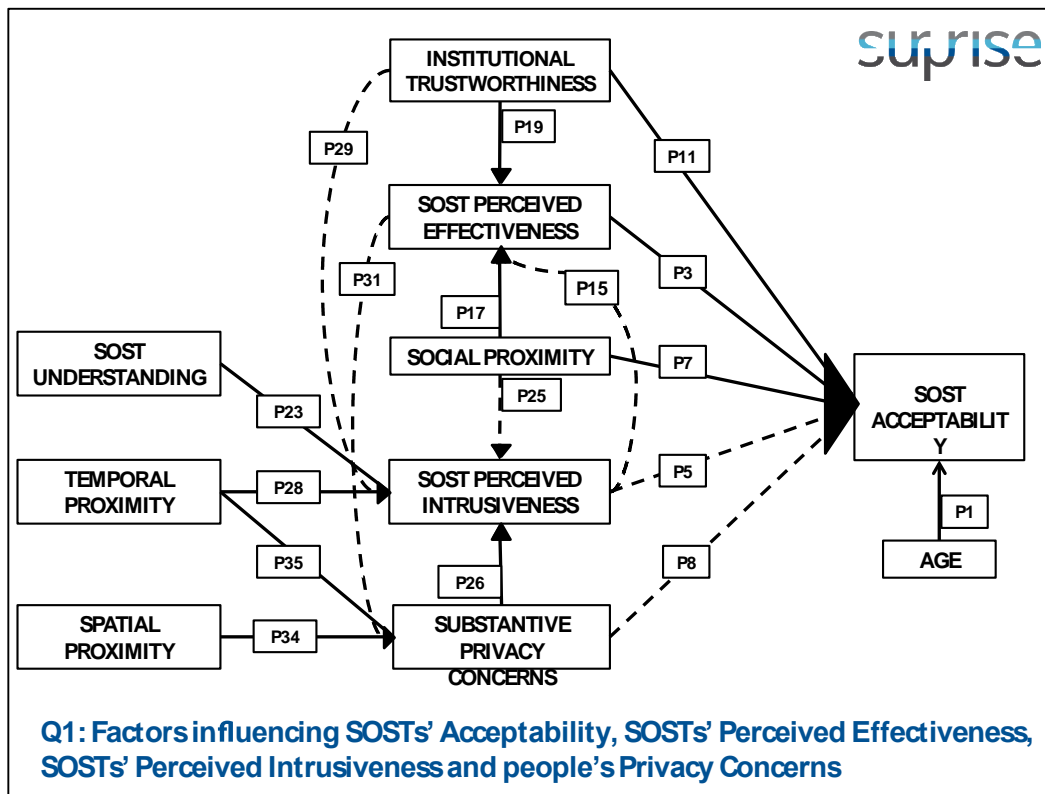 surprise
INSTITUTIONAL
TRUSTWORTHINESS
P19
P29
P11
SOST PERCEIVED
EFFECTIVENESS
P31
P3
P15
P17
SOST
UNDERSTANDING
SOCIAL PROXIMITY
P7
P25
SOST
ACCEPTABILIT
Y
P23
TEMPORAL
PROXIMITY
P28
SOST PERCEIVED
INTRUSIVENESS
P5
P1
P35
P26
P8
AGE
SPATIAL
PROXIMITY
P34
SUBSTANTIVE
PRIVACY
CONCERNS
Q1: Factors influencing SOSTs’ Acceptability, SOSTs’ Perceived Effectiveness,
SOSTs’ Perceived Intrusiveness and people’s Privacy Concerns